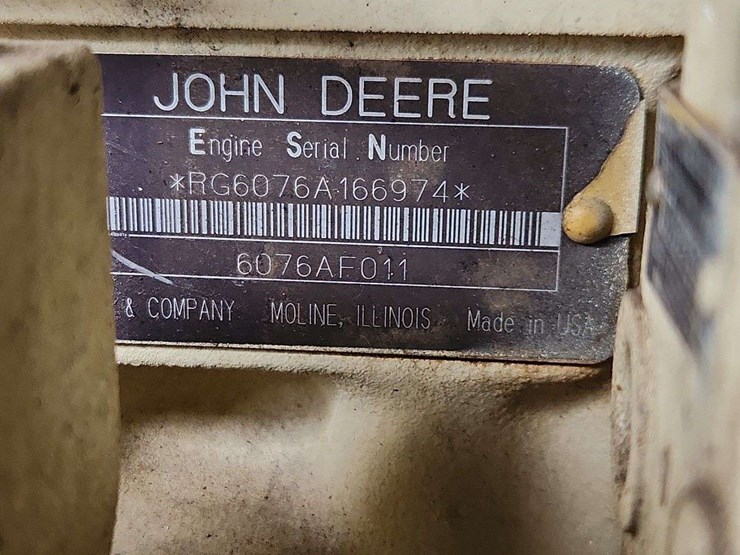 JOHN DEERE
Engine Serial Number
*RG6076A166974*
6076AF011
& COMPANY MOLINE, ILLINOIS Made in USA